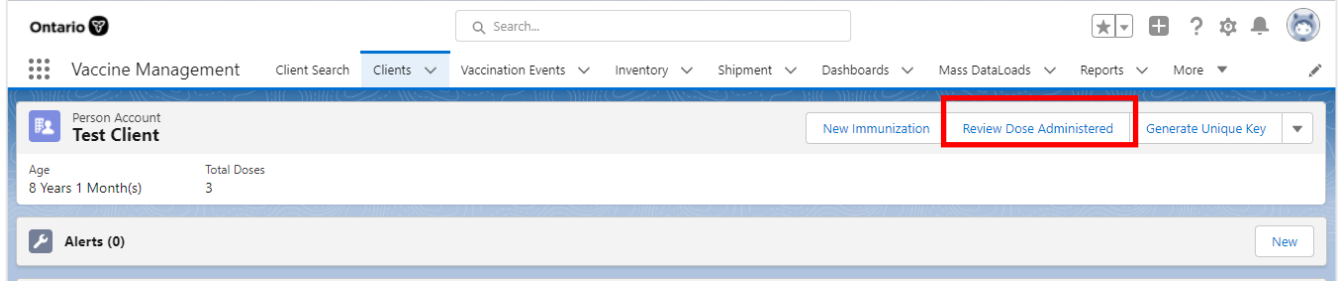 Ontario
Search...
Vaccine Management Client Search Clients Vaccination Events Inventory Shipment Dashboards Mass DataLoads Reports More
Person Account
Test Client
New Immunization Review Dose Administered Generate Unique Key
Age Total Doses
8 Years 1 Month(s) 3
Alerts (0) New